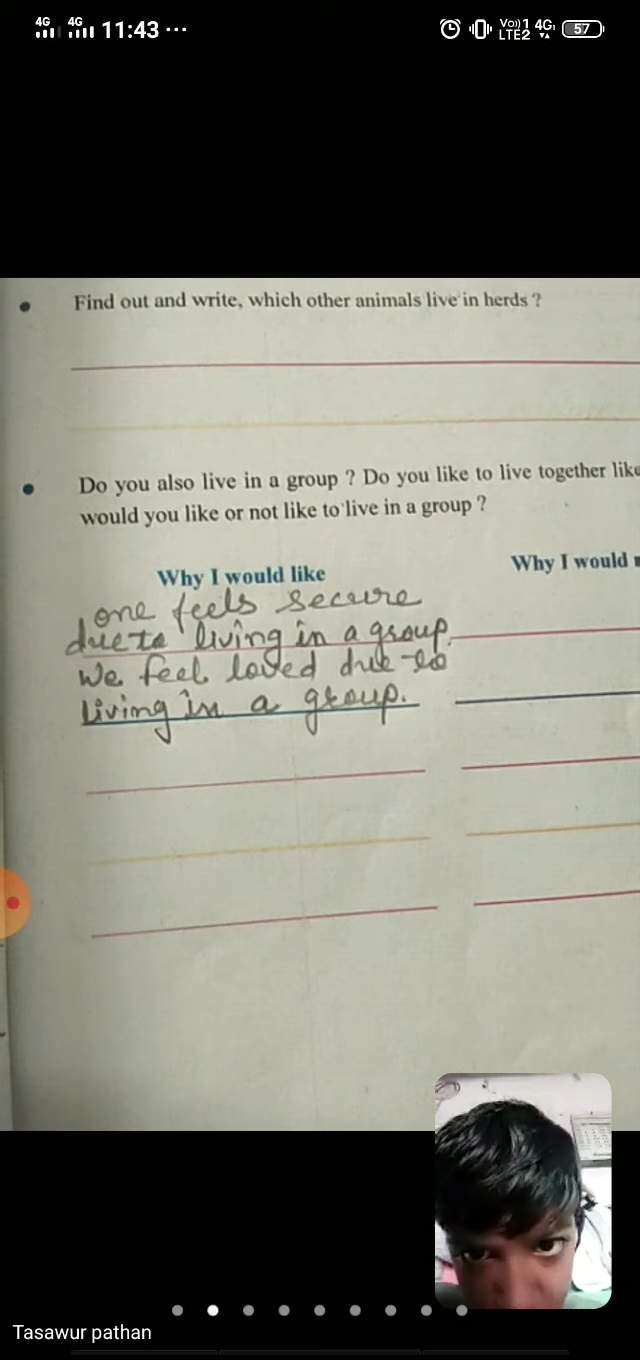 4G 4G 11:43 ... Vo))1 4G 57
LTE2
Find out and write, which other animals live in herds ?
Do you also live in a group ? Do you like to live together like
would you like or not like to live in a group ?
Why I would like
Why I would
one feels secure
due to living in a group.
We feel loved due to
living in a group.
Tasawur pathan